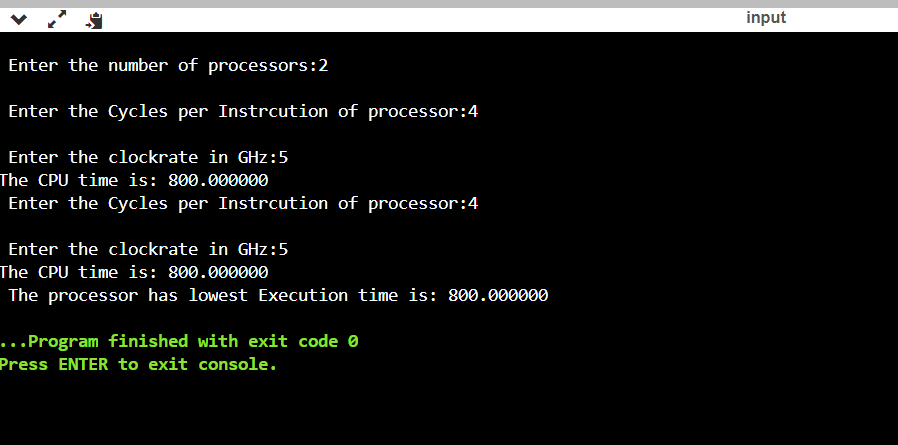 input
Enter the number of processors:2
Enter the Cycles per Instrcution of processor:4
Enter the clockrate in GHz:5
The CPU time is: 800.000000
Enter the Cycles per Instrcution of processor:4
Enter the clockrate in GHz:5
The CPU time is: 800.000000
The processor has lowest Execution time is: 800.000000
...Program finished with exit code 0
Press ENTER to exit console.